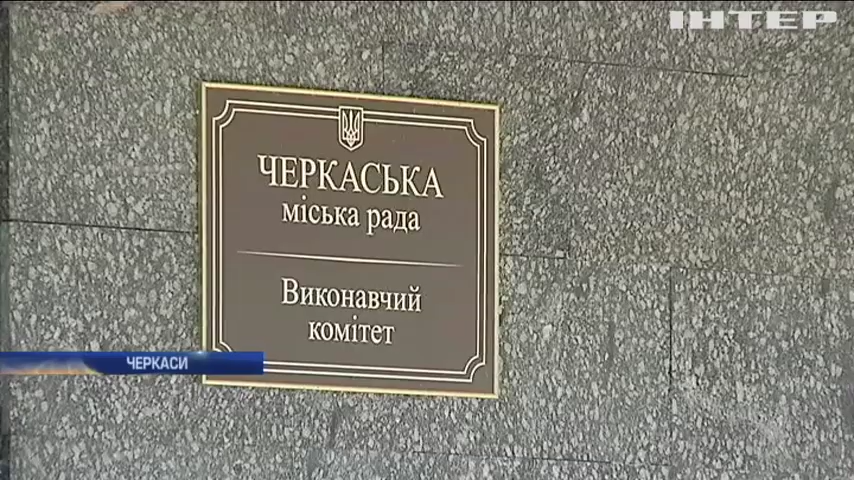 ІНТЕР
ЧЕРКАСЬКА
міська рада
Виконавчий
комітет
ЧЕРКАСИ